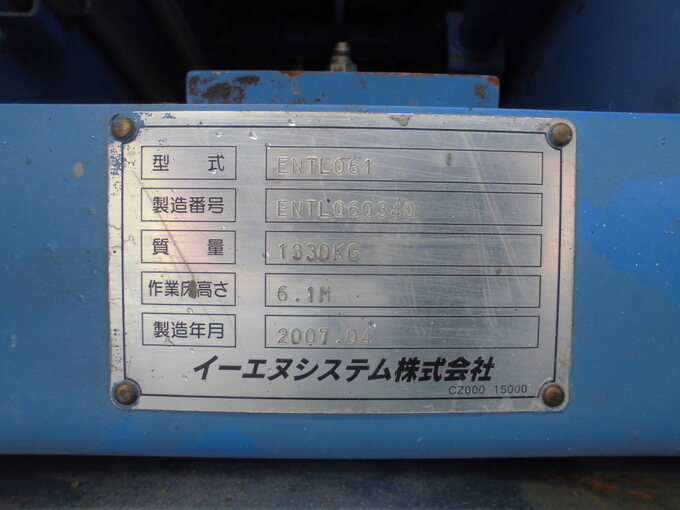 型式 ENTL061
製造番号 ENTL060340
質量 1330KG
作業床高さ 6.1M
製造年月 2007.04
イーエヌシステム株式会社
CZ000 15000